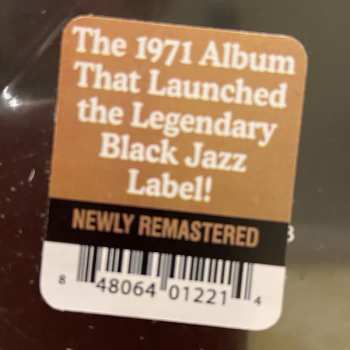 The 1971 Album
That Launched
the Legendary
Black Jazz
Label!
NEWLY REMASTERED
8 48064 01221 4